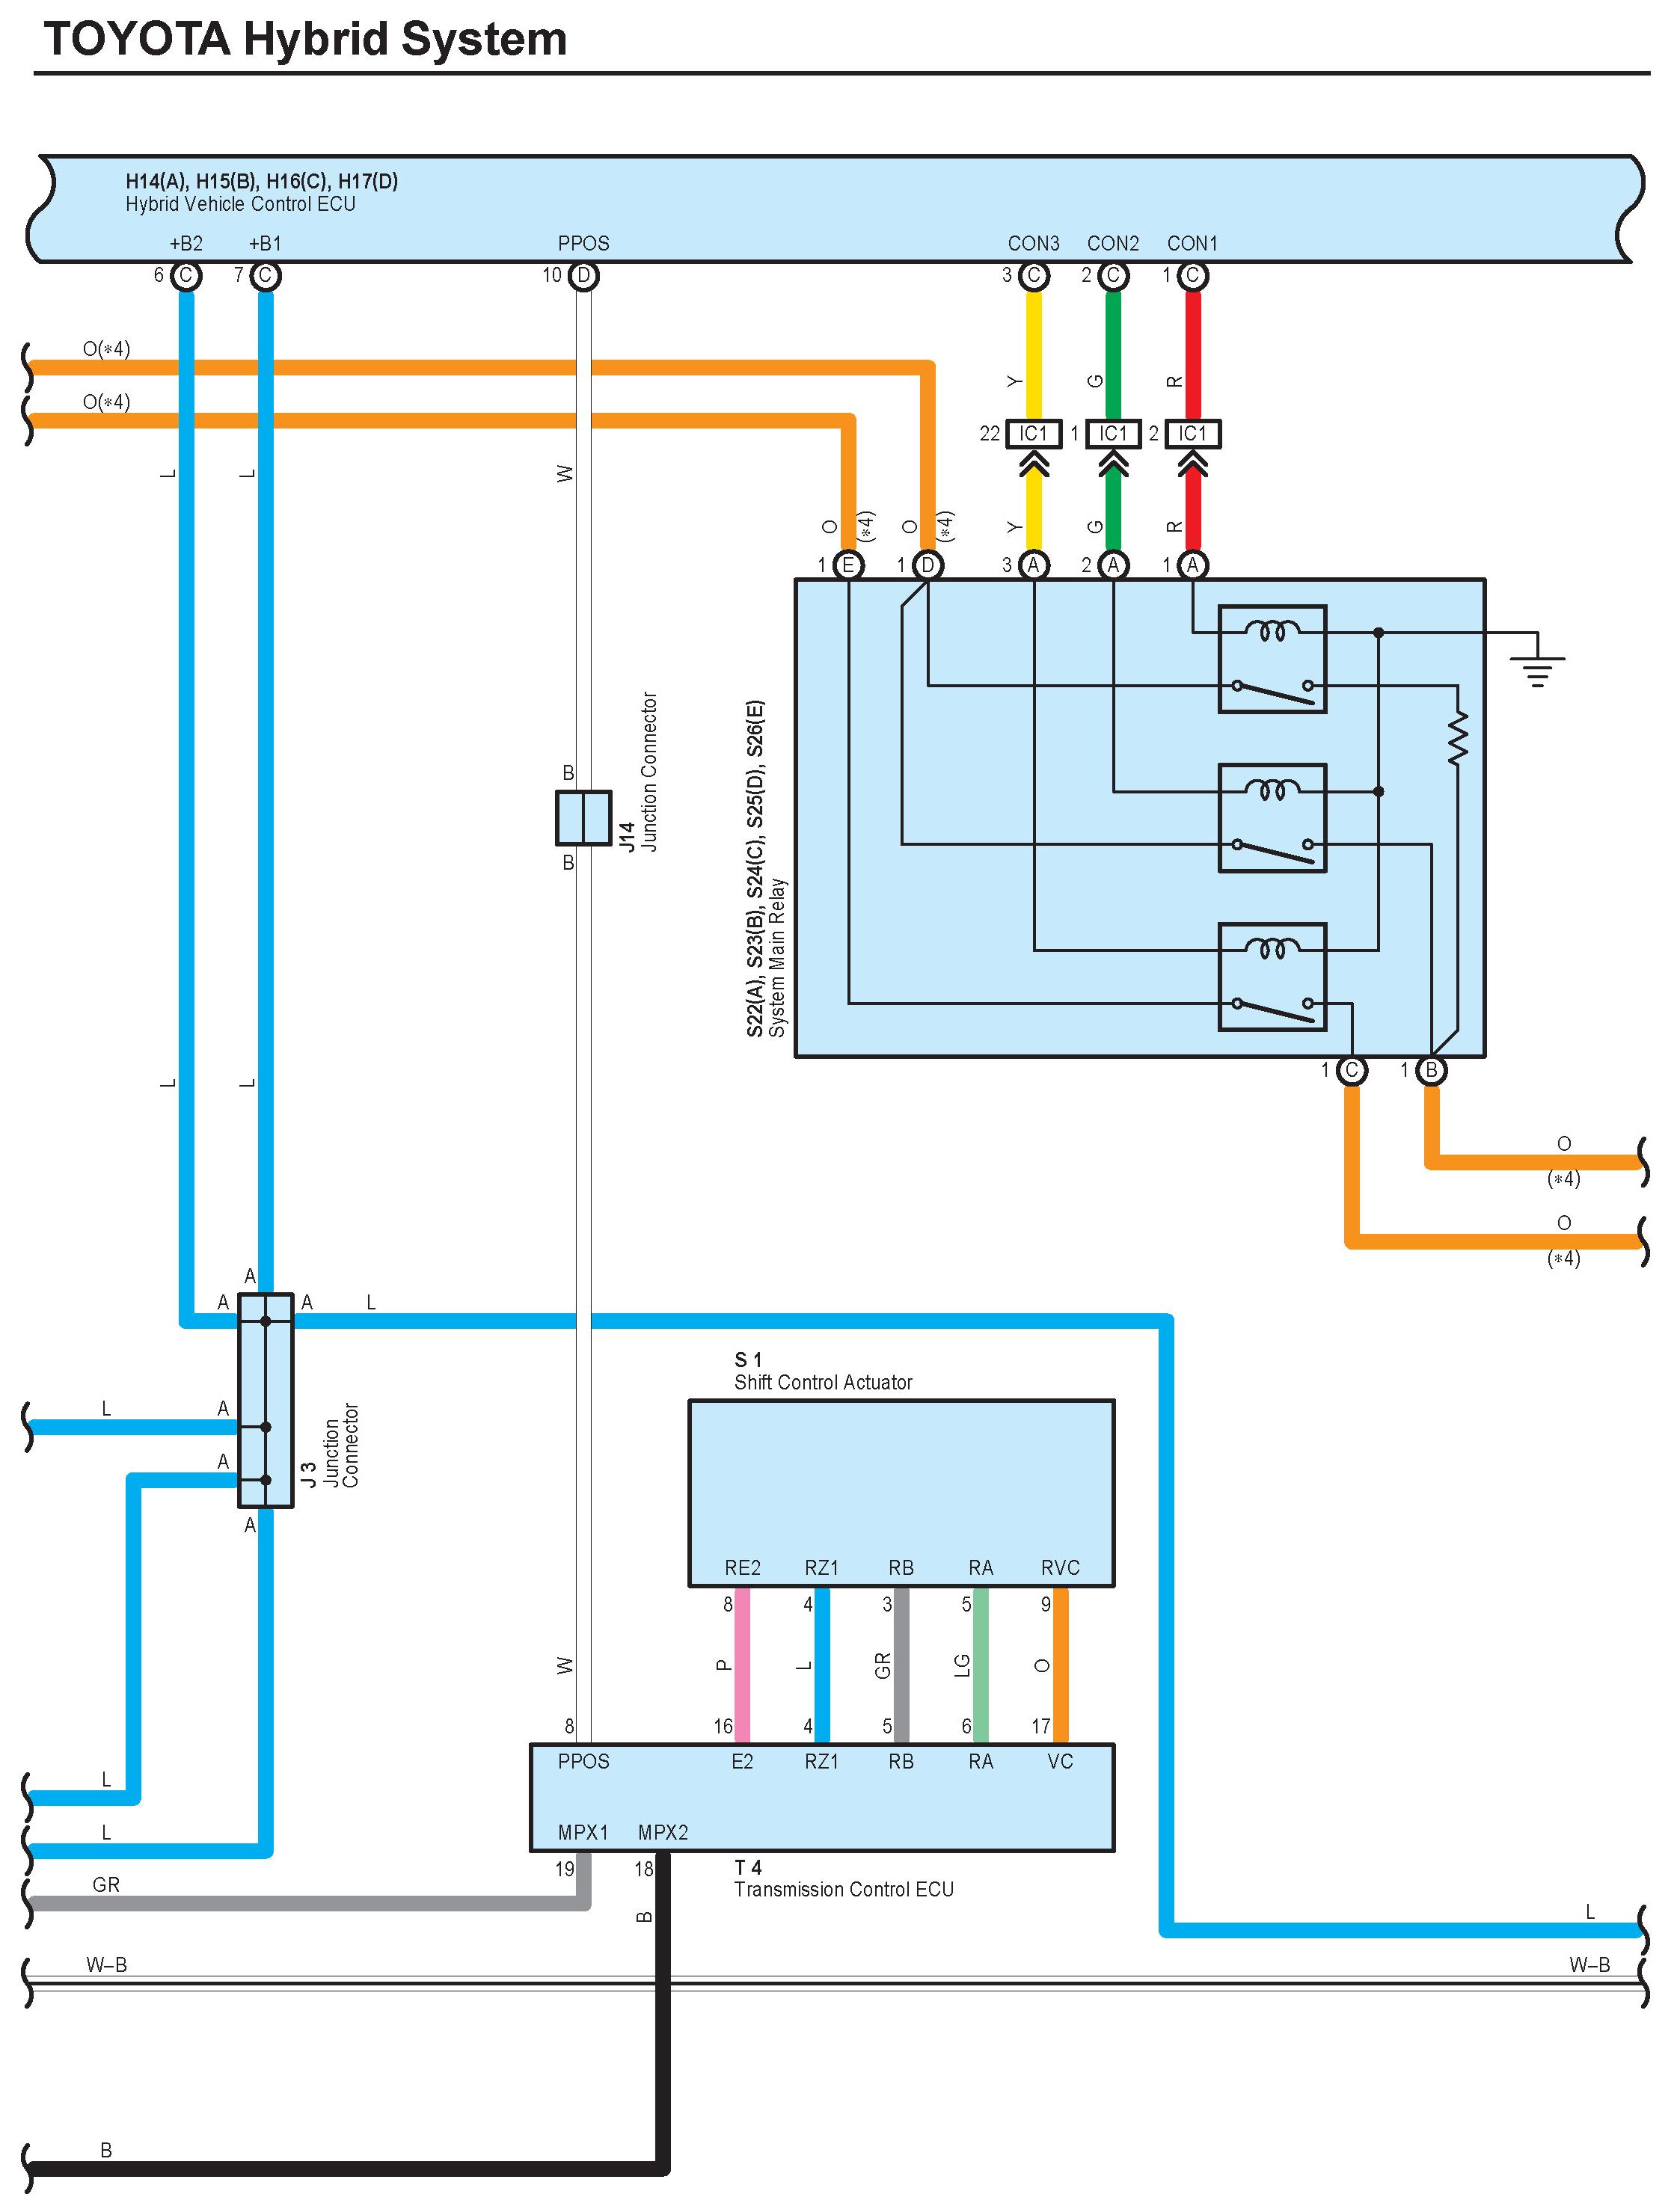 TOYOTA Hybrid System
H14(A), H15(B), H16(C), H17(D)
Hybrid Vehicle Control ECU
+B2 +B1 PPOS CON3 CON2 CON1
6 C 7 C 10 D 3 C 2 C 1 C
O(*4)
O(*4)
Y G R
22 IC1 1 IC1 2 IC1
L L W
O (*4) O (*4) Y G R
1 E 1 D 3 A 2 A 1 A
S22(A), S23(B), S24(C), S25(D), S26(E)
System Main Relay
B
J14
Junction Connector
B
1 C 1 B
L L
O
(*4)
O
(*4)
A
A A L
L A
A
J 3
Junction
Connector
A
S 1
Shift Control Actuator
RE2 RZ1 RB RA RVC
8 4 3 5 9
W P L GR LG O
8 16 4 5 6 17
PPOS E2 RZ1 RB RA VC
L
L
MPX1 MPX2
19 18
T 4
Transmission Control ECU
GR
B
L
W–B W–B
B